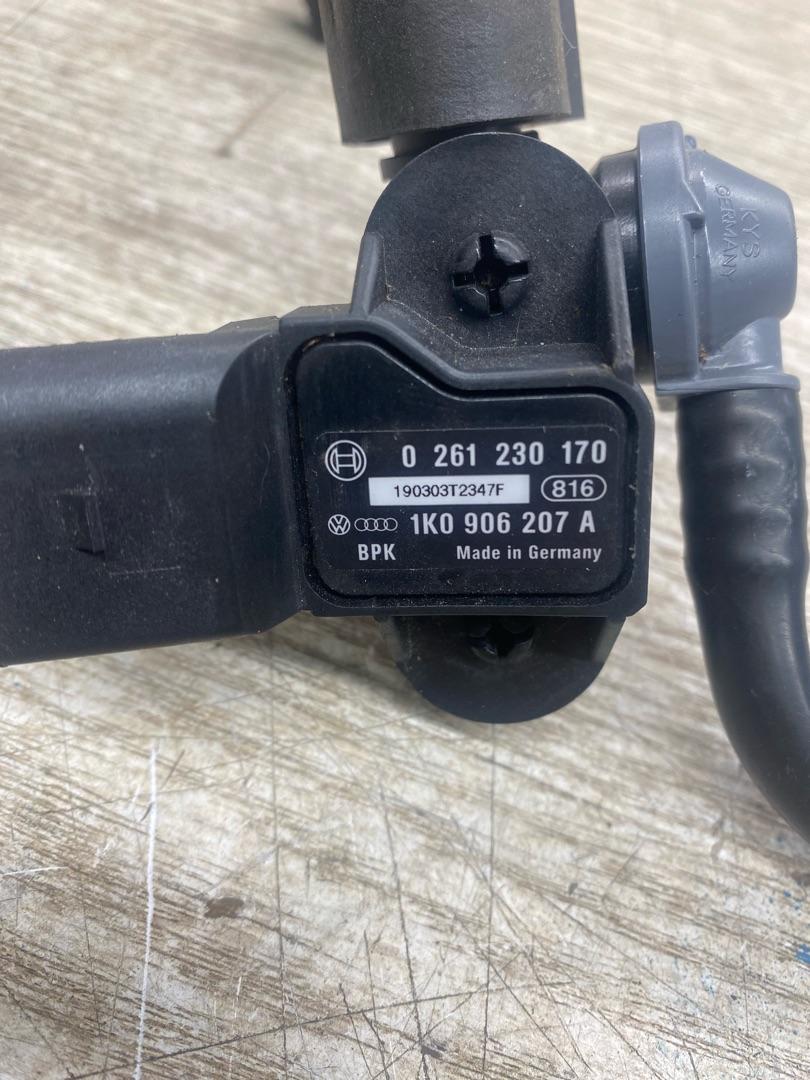 KYS
GERMANY
0 261 230 170
190303T2347F 816
1K0 906 207 A
BPK Made in Germany